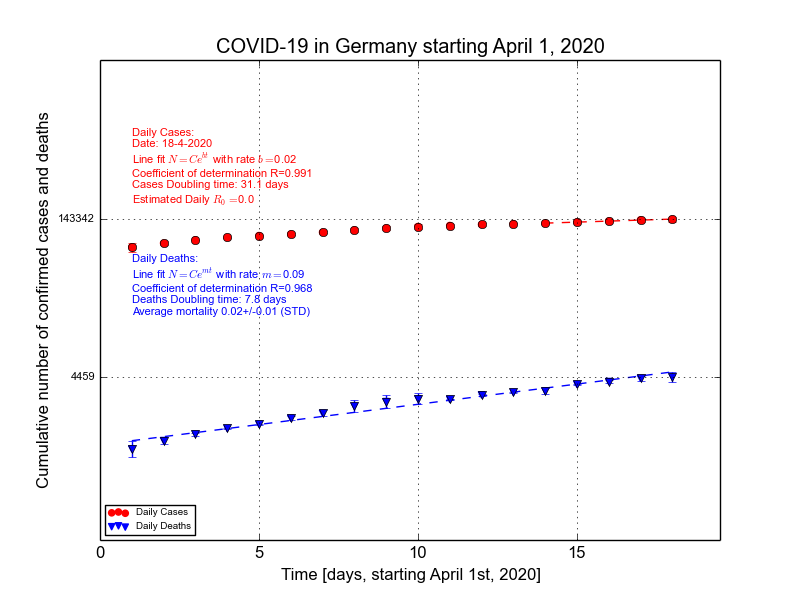 COVID-19 in Germany starting April 1, 2020
Cumulative number of confirmed cases and deaths
Daily Cases:
Date: 18-4-2020
Line fit N=Ce^{bt} with rate b=0.02
Coefficient of determination R=0.991
Cases Doubling time: 31.1 days
Estimated Daily R_0 =0.0
143342
Daily Deaths:
Line fit N=Ce^{mt} with rate m=0.09
Coefficient of determination R=0.968
Deaths Doubling time: 7.8 days
Average mortality 0.02+/-0.01 (STD)
4459
Daily Cases
Daily Deaths
0 5 10 15
Time [days, starting April 1st, 2020]